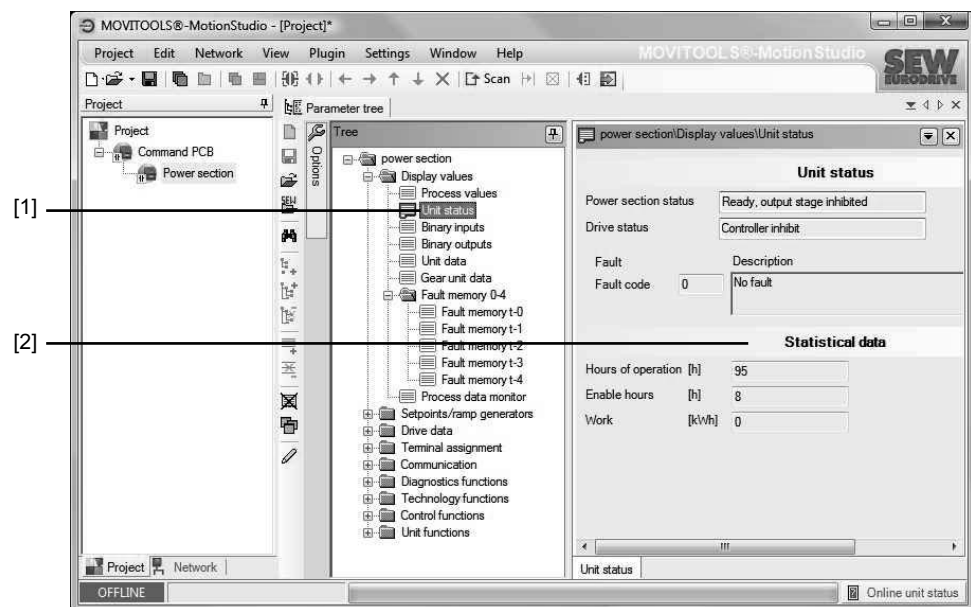 MOVITOOLS®-MotionStudio - [Project]*
Project Edit Network View Plugin Settings Window Help
MOVITOOLS®-MotionStudio
SEW
EURODRIVE
Scan
Project
Parameter tree
Project
Command PCB
Power section
Options
SEW
Tree
power section
Display values
Process values
[1]
Unit status
Binary inputs
Binary outputs
Unit data
Gear unit data
Fault memory 0-4
Fault memory t-0
Fault memory t-1
[2]
Fault memory t-2
Fault memory t-3
Fault memory t-4
Process data monitor
Setpoints/ramp generators
Drive data
Terminal assignment
Communication
Diagnostics functions
Technology functions
Control functions
Unit functions
power section\Display values\Unit status
Unit status
Power section status Ready, output stage inhibited
Drive status Controller inhibit
Fault Description
Fault code 0 No fault
Statistical data
Hours of operation [h] 95
Enable hours [h] 8
Work [kWh] 0
Project Network
Unit status
OFFLINE
Online unit status